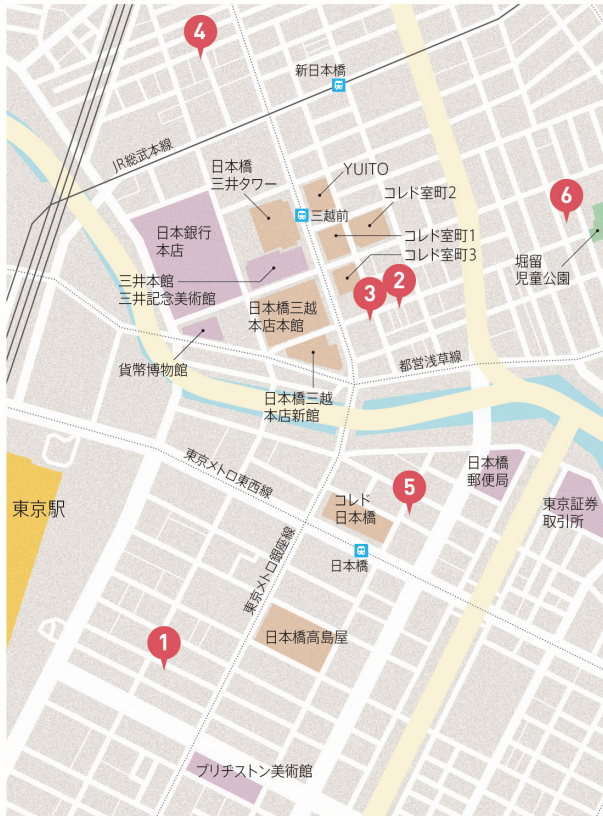 4
新日本橋
JR総武本線
日本橋
三井タワー
YUITO
コレド室町2
三越前
6
日本銀行
本店
コレド室町1
コレド室町3
堀留
児童公園
三井本館
三井記念美術館
3
2
日本橋三越
本店本館
貨幣博物館
都営浅草線
日本橋三越
本店新館
東京メトロ東西線
日本橋
郵便局
5
コレド
日本橋
東京駅
東京証券
取引所
日本橋
東京メトロ銀座線
日本橋高島屋
1
ブリヂストン美術館